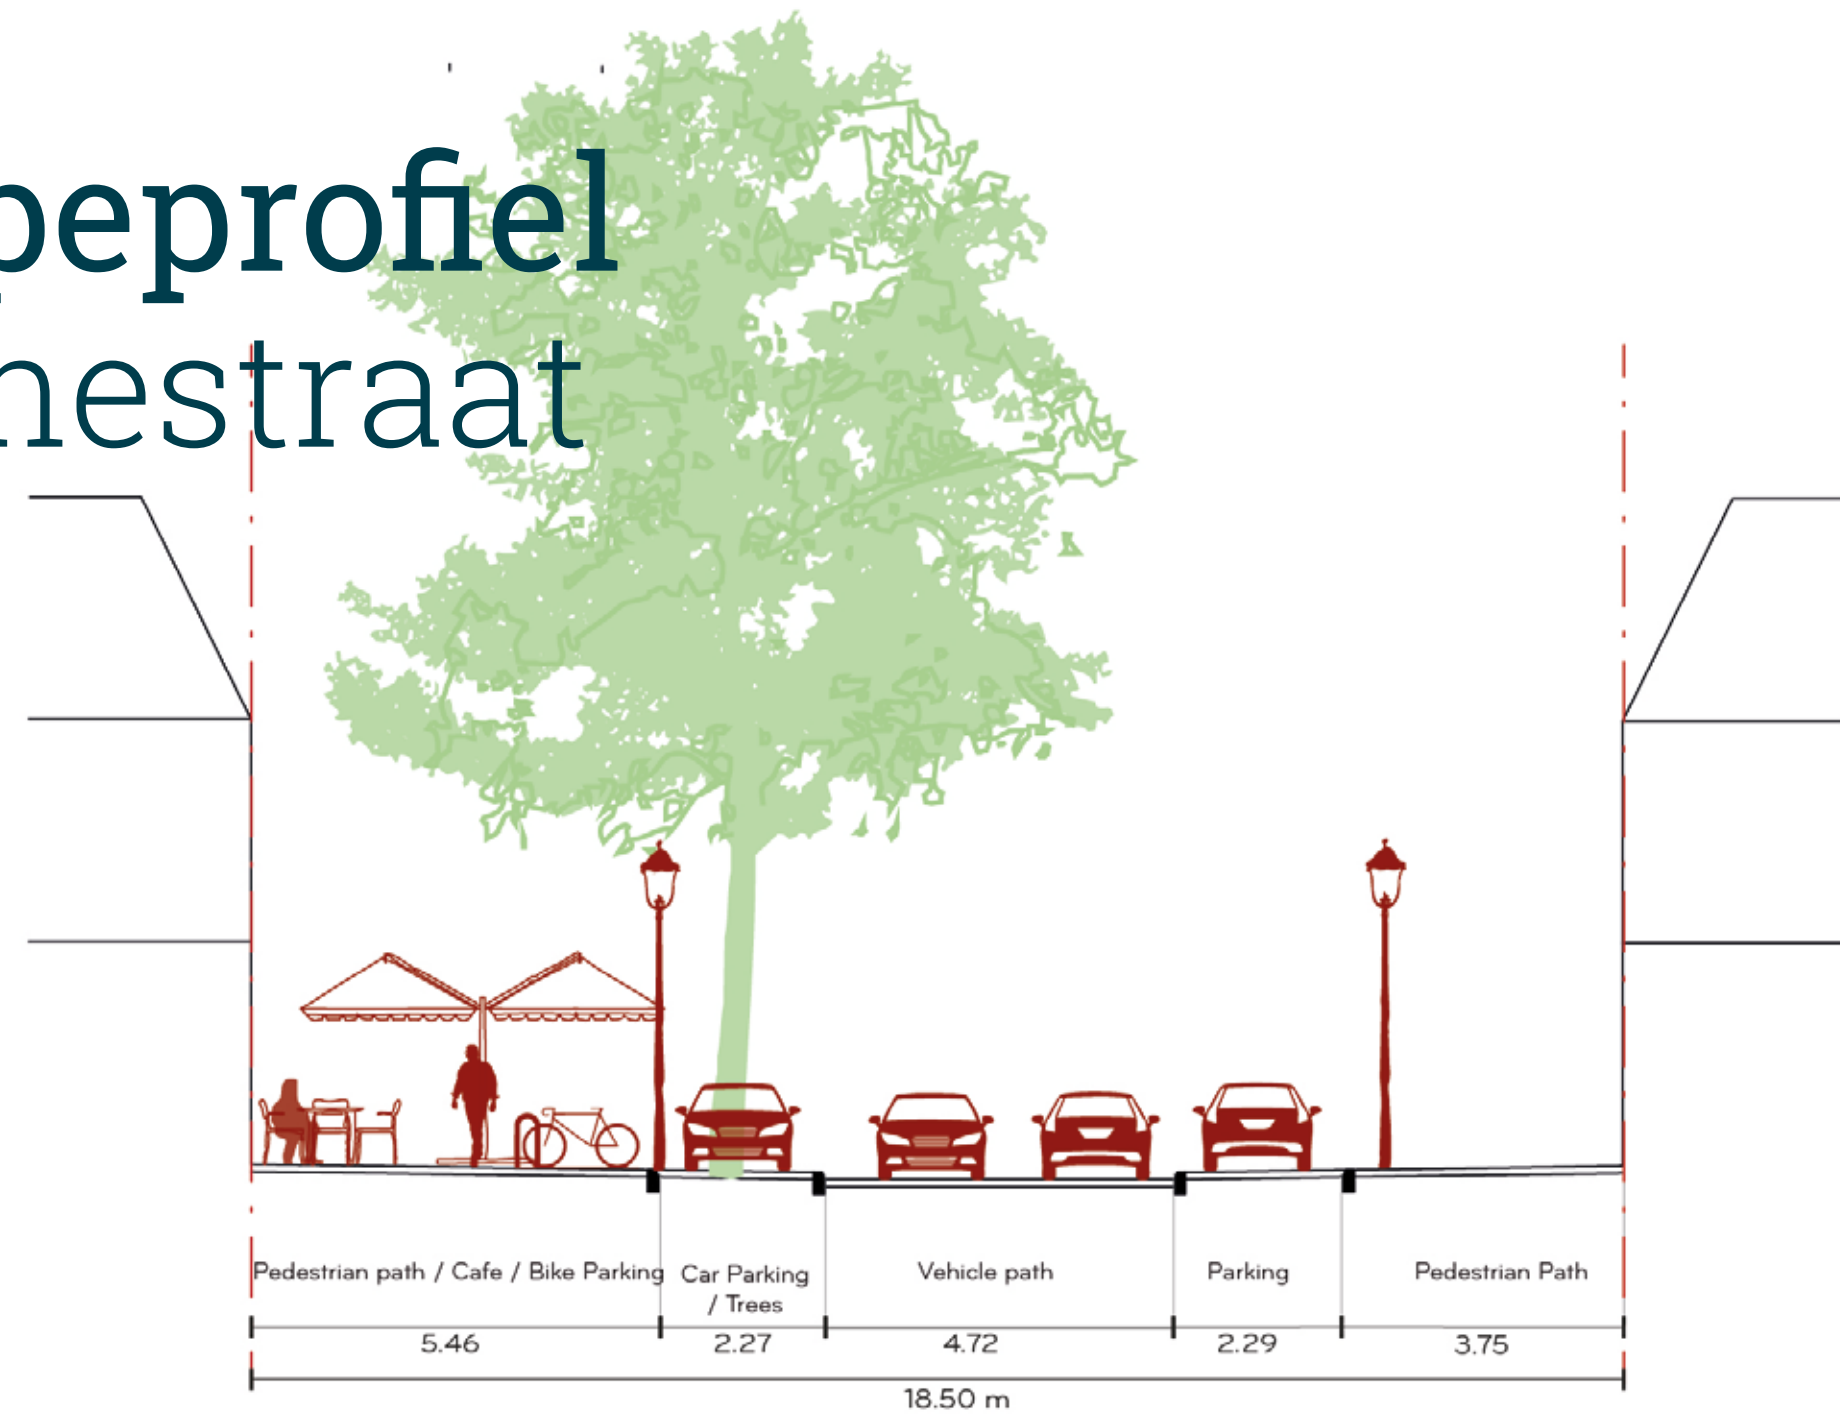 peprofiel
nestraat
Pedestrian path / Cafe / Bike Parking
Car Parking
/ Trees
Vehicle path
Parking
Pedestrian Path
5.46
2.27
4.72
2.29
3.75
18.50 m